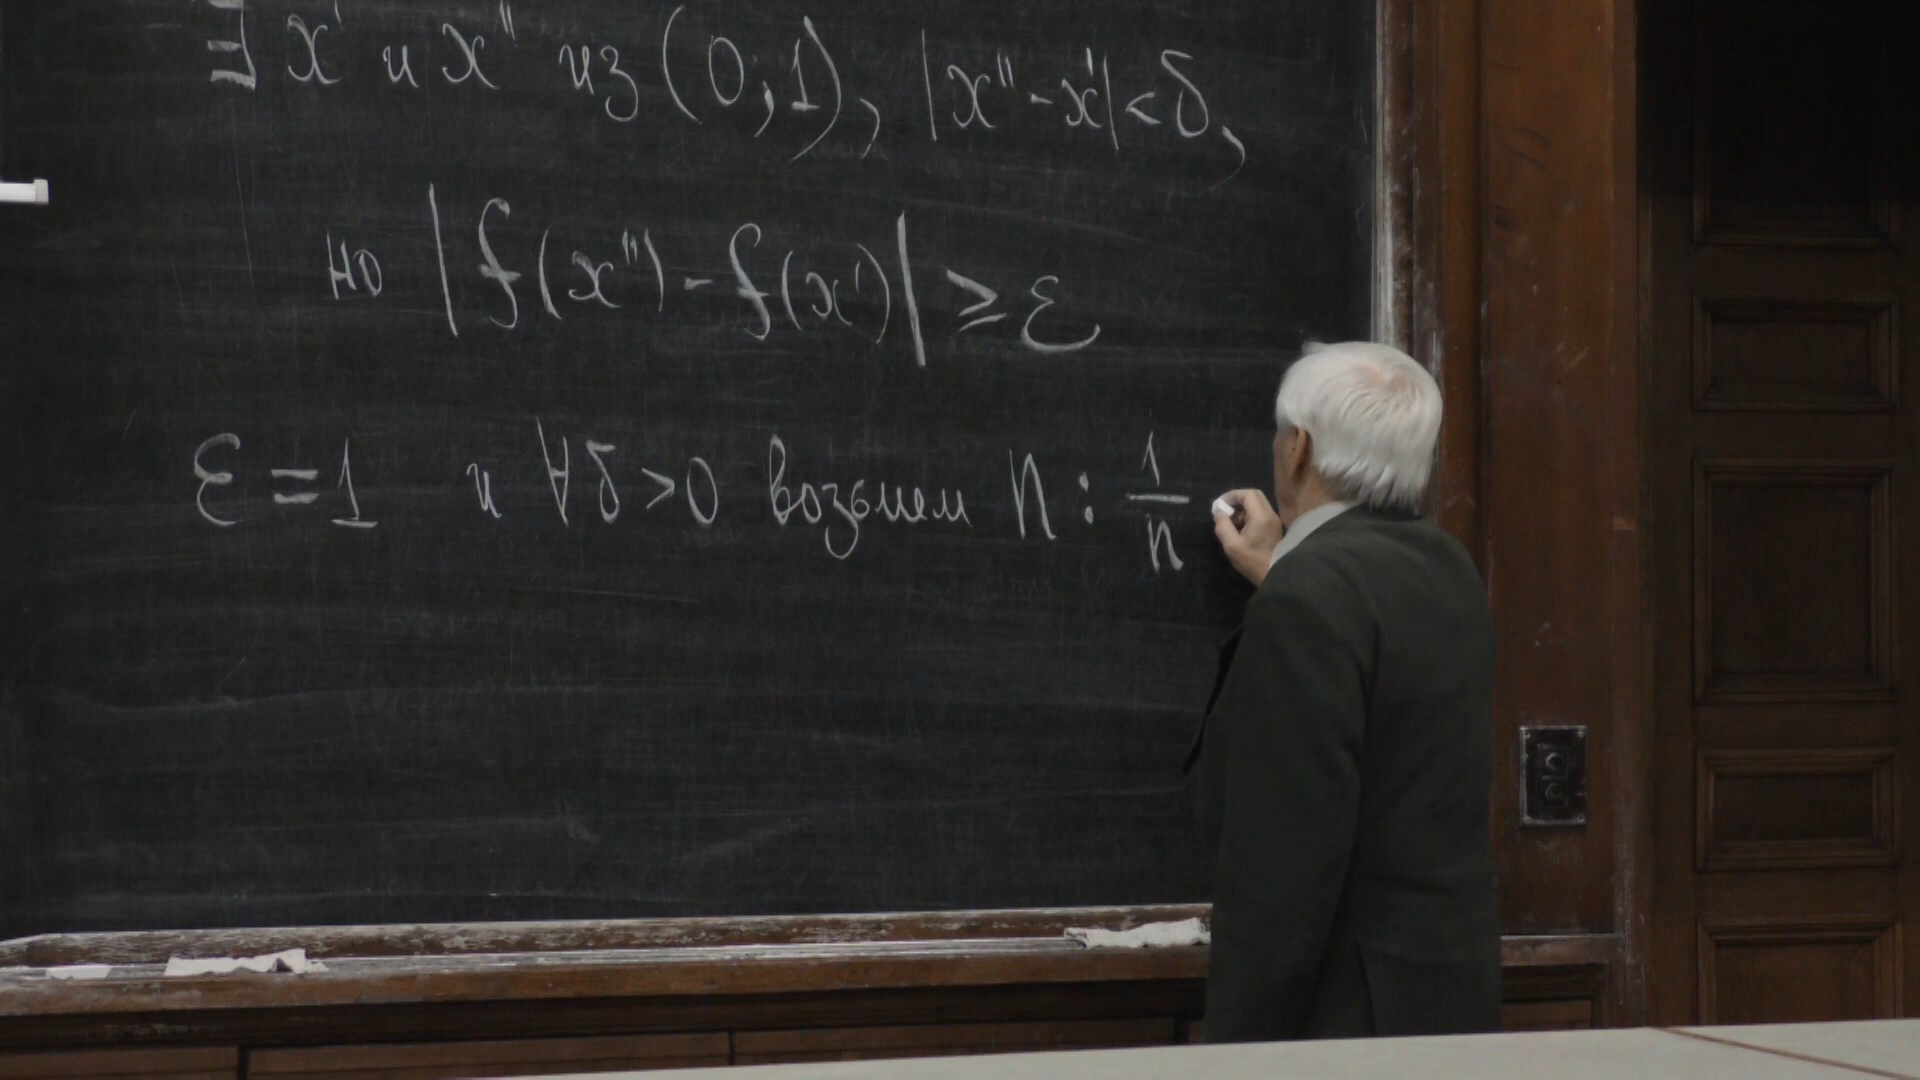 ∃ x' и x'' из (0;1), |x''-x'|<δ,
но |f(x'')-f(x')| ≥ ε
ε=1 и ∀δ>0 возьмем n: 1/n